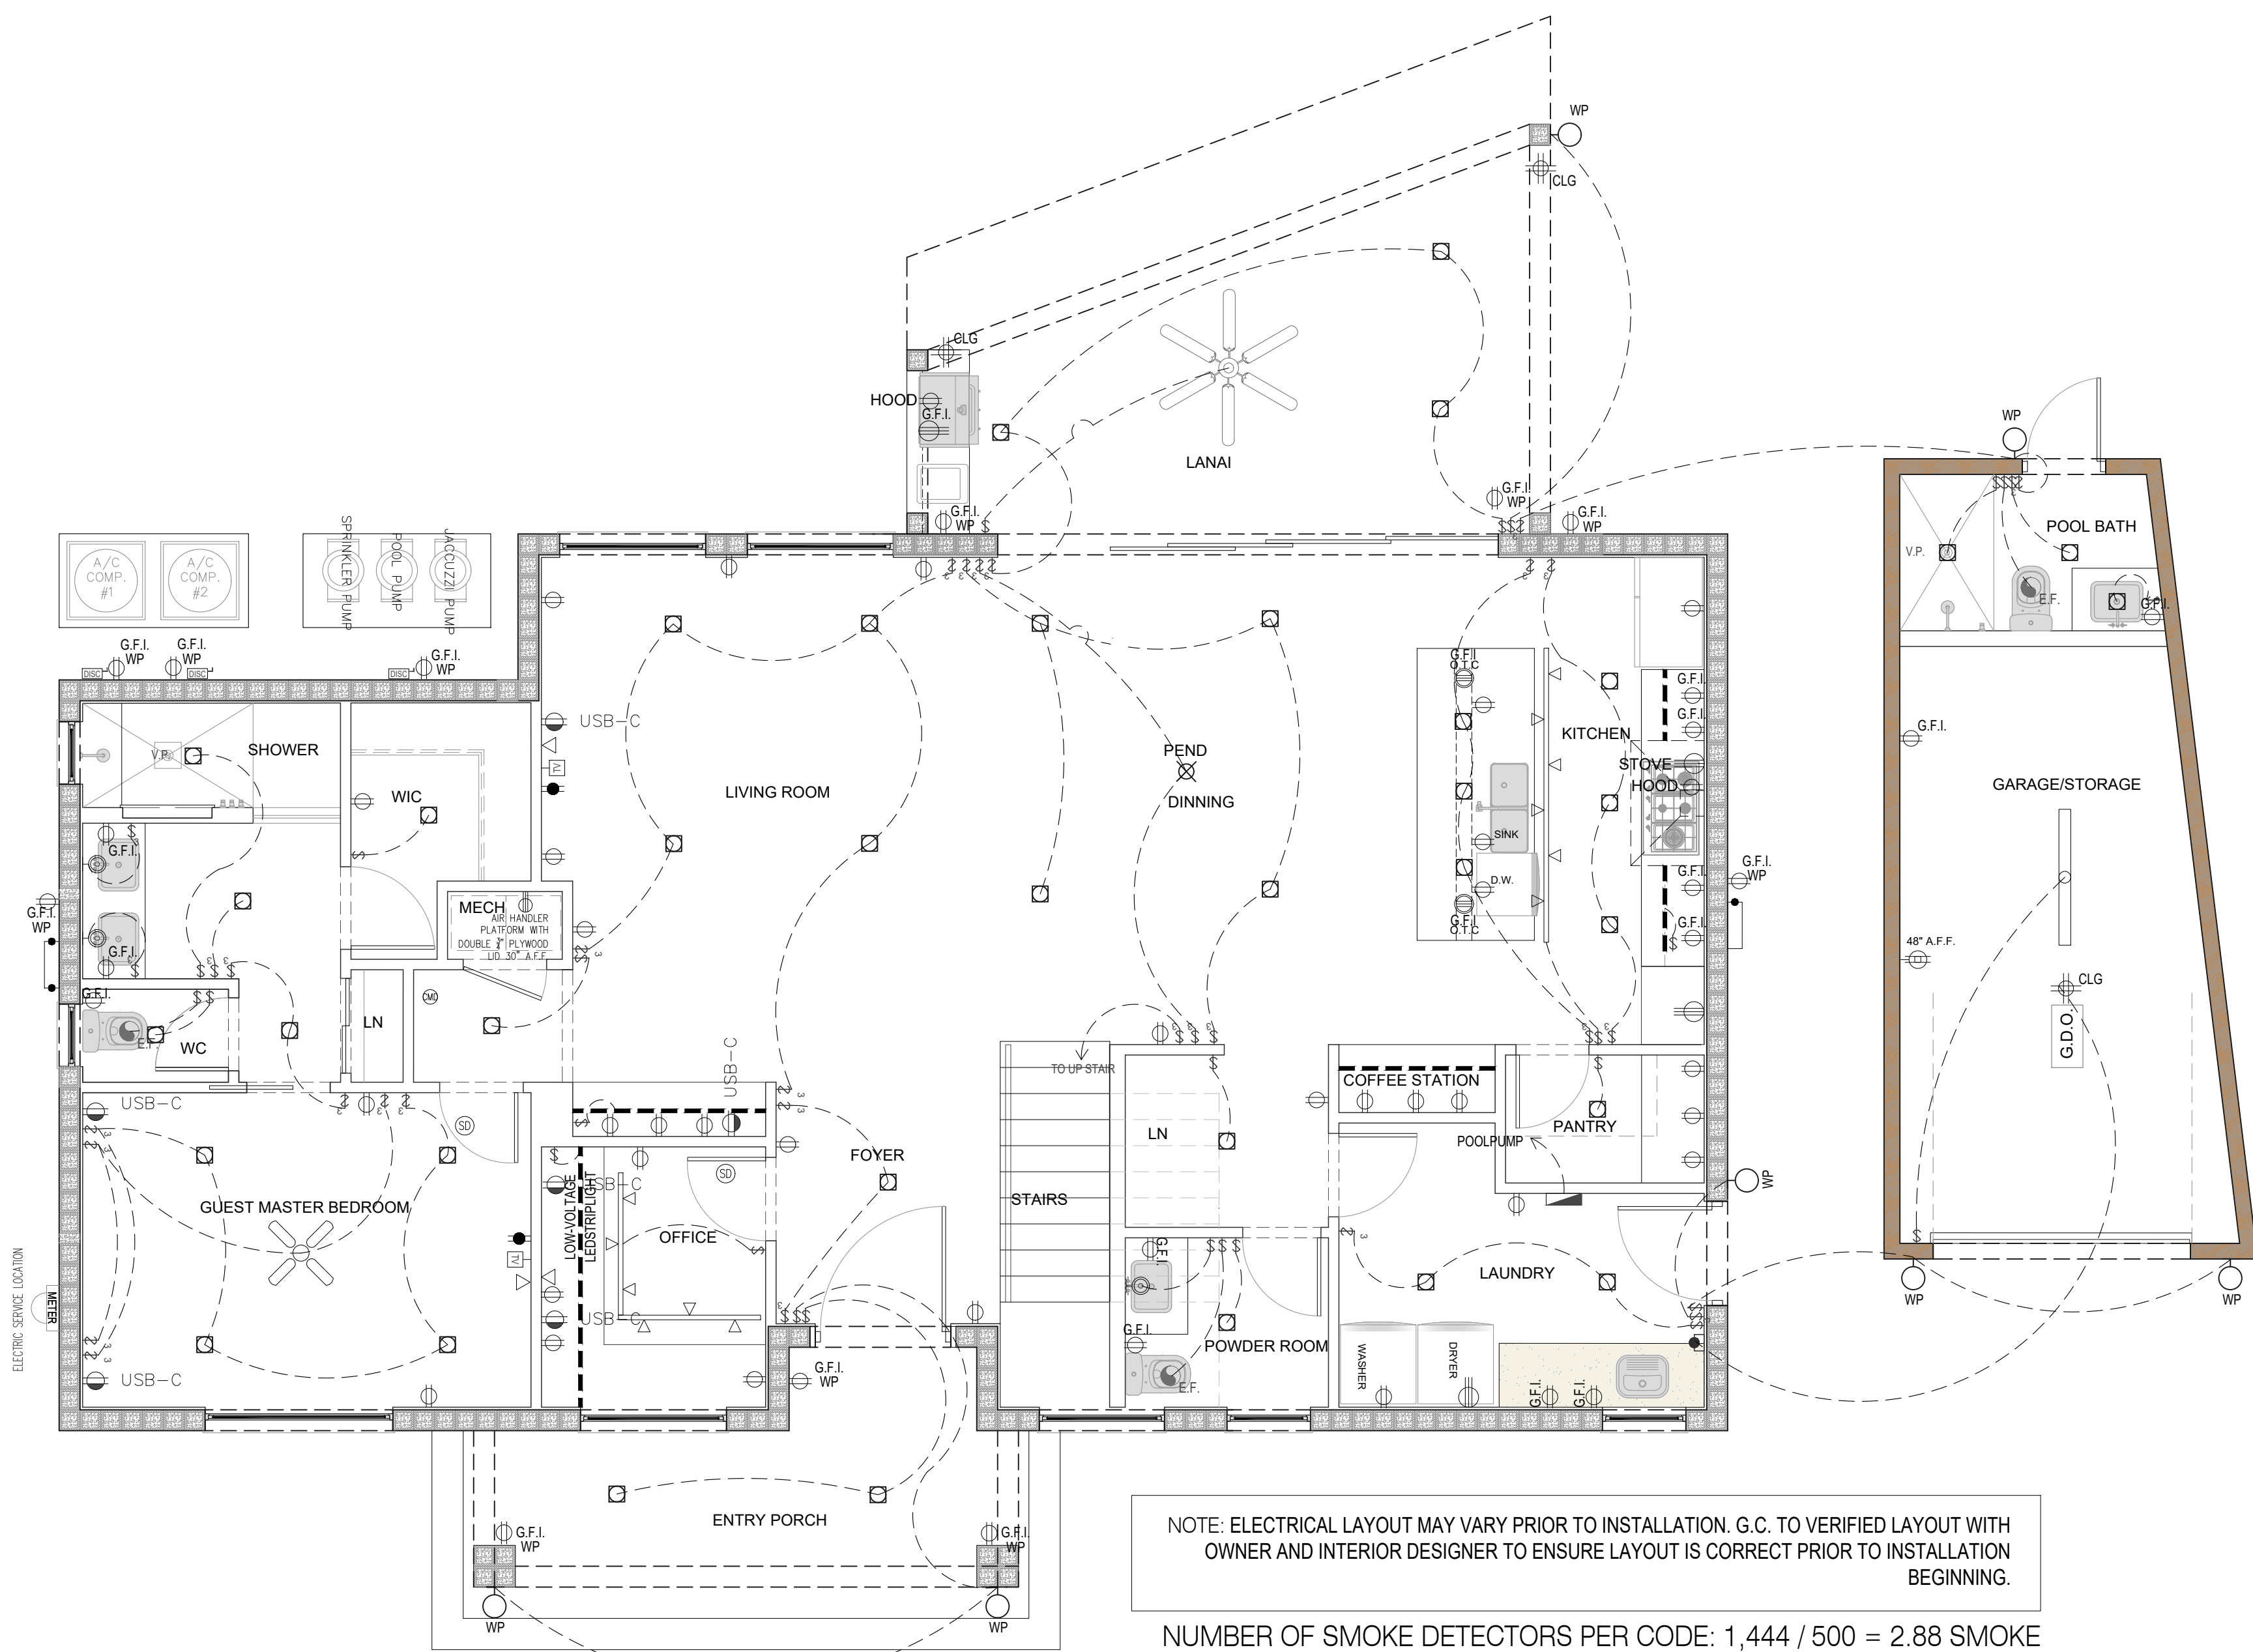 WP
CLG
CLG
HOOD
G.F.I.
LANAI
G.F.I.
WP
G.F.I.
WP
G.F.I.
WP
WP
POOL BATH
V.P.
E.F.
G.F.I.
SPRINKLER PUMP
POOL PUMP
JACCUZZI PUMP
A/C
COMP.
#1
A/C
COMP.
#2
G.F.I.
WP
G.F.I.
WP
G.F.I.
WP
DISC
DISC
DISC
USB-C
V.P.
SHOWER
TV
WIC
LIVING ROOM
PEND
DINNING
G.F.I.
O.T.C
KITCHEN
G.F.I.
G.F.I.
STOVE
HOOD
SINK
D.W.
G.F.I.
O.T.C
G.F.I.
G.F.I.
G.F.I.
WP
G.F.I.
GARAGE/STORAGE
48" A.F.F.
CLG
G.D.O.
G.F.I.
G.F.I.
G.F.I.
WP
MECH
AIR HANDLER
PLATFORM WITH
DOUBLE ¾" PLYWOOD
LID 30" A.F.F.
G.F.I.
E.F.
WC
LN
CMD
USB-C
TO UP STAIR
COFFEE STATION
PANTRY
POOLPUMP
LN
USB-C
SD
SD
FOYER
GUEST MASTER BEDROOM
LOW-VOLTAGE
LEDSTRIPLIGHT
USB-C
OFFICE
STAIRS
WP
TV
G.F.I.
LAUNDRY
ELECTRIC SERVICE LOCATION
METER
USB-C
USB-C
G.F.I.
POWDER ROOM
E.F.
WASHER
DRYER
G.F.I.
G.F.I.
G.F.I.
WP
WP
WP
ENTRY PORCH
G.F.I.
WP
G.F.I.
WP
WP
WP
NOTE: ELECTRICAL LAYOUT MAY VARY PRIOR TO INSTALLATION. G.C. TO VERIFIED LAYOUT WITH
OWNER AND INTERIOR DESIGNER TO ENSURE LAYOUT IS CORRECT PRIOR TO INSTALLATION
BEGINNING.
NUMBER OF SMOKE DETECTORS PER CODE: 1,444 / 500 = 2.88 SMOKE